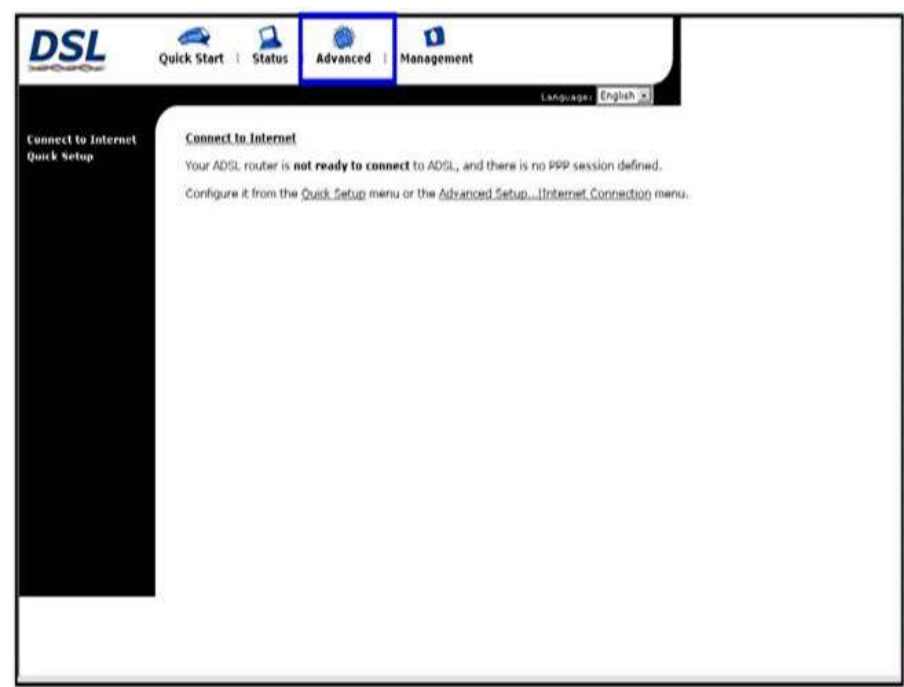 DSL
Quick Start | Status | Advanced | Management
Language: English
Connect to Internet
Quick Setup
Connect to Internet
Your ADSL router is not ready to connect to ADSL, and there is no PPP session defined.
Configure it from the Quick Setup menu or the Advanced Setup...|Internet Connection menu.